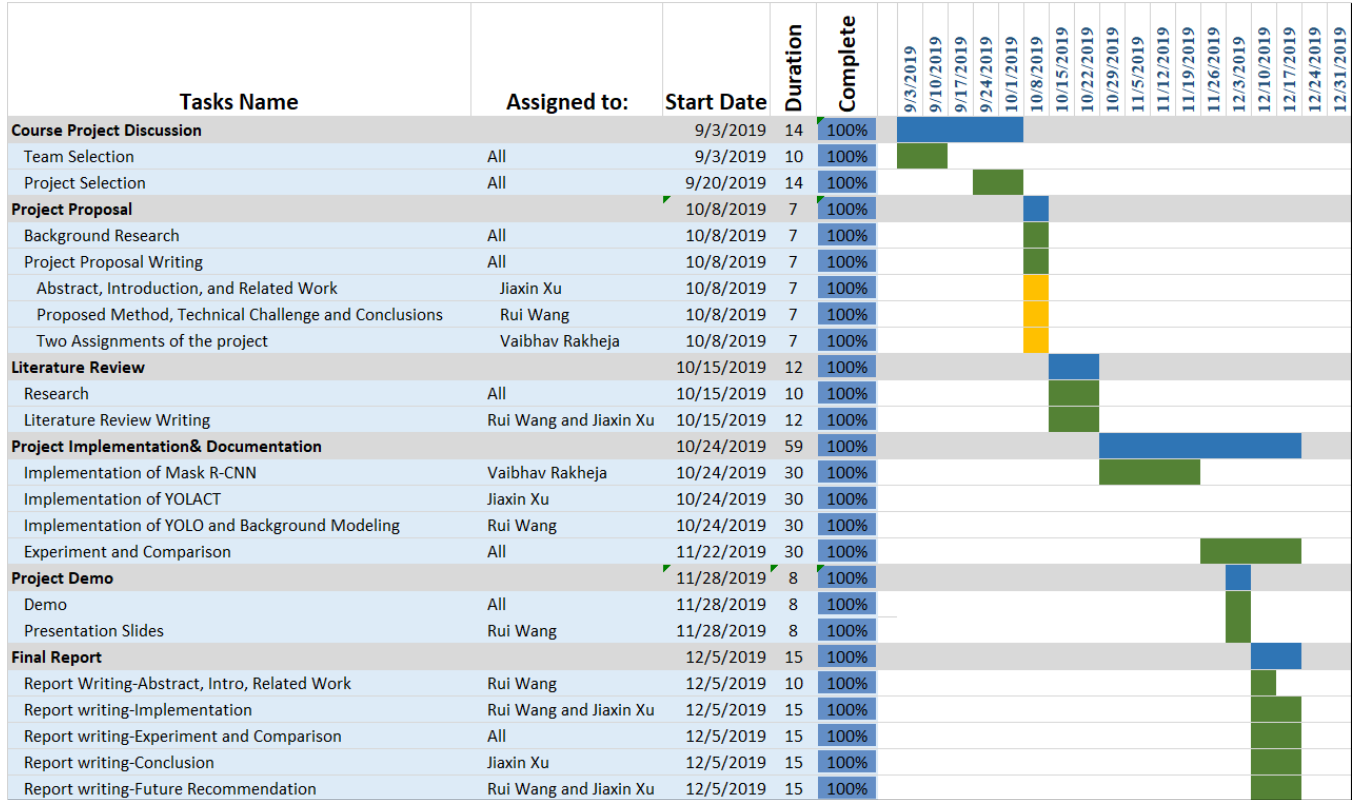 Tasks Name Assigned to: Start Date Duration Complete 9/3/2019 9/10/2019 9/17/2019 9/24/2019 10/1/2019 10/8/2019 10/15/2019 10/22/2019 10/29/2019 11/5/2019 11/12/2019 11/19/2019 11/26/2019 12/3/2019 12/10/2019 12/17/2019 12/24/2019 12/31/2019
Course Project Discussion 9/3/2019 14 100%
Team Selection All 9/3/2019 10 100%
Project Selection All 9/20/2019 14 100%
Project Proposal 10/8/2019 7 100%
Background Research All 10/8/2019 7 100%
Project Proposal Writing All 10/8/2019 7 100%
Abstract, Introduction, and Related Work Jiaxin Xu 10/8/2019 7 100%
Proposed Method, Technical Challenge and Conclusions Rui Wang 10/8/2019 7 100%
Two Assignments of the project Vaibhav Rakheja 10/8/2019 7 100%
Literature Review 10/15/2019 12 100%
Research All 10/15/2019 10 100%
Literature Review Writing Rui Wang and Jiaxin Xu 10/15/2019 12 100%
Project Implementation& Documentation 10/24/2019 59 100%
Implementation of Mask R-CNN Vaibhav Rakheja 10/24/2019 30 100%
Implementation of YOLACT Jiaxin Xu 10/24/2019 30 100%
Implementation of YOLO and Background Modeling Rui Wang 10/24/2019 30 100%
Experiment and Comparison All 11/22/2019 30 100%
Project Demo 11/28/2019 8 100%
Demo All 11/28/2019 8 100%
Presentation Slides Rui Wang 11/28/2019 8 100%
Final Report 12/5/2019 15 100%
Report Writing-Abstract, Intro, Related Work Rui Wang 12/5/2019 10 100%
Report writing-Implementation Rui Wang and Jiaxin Xu 12/5/2019 15 100%
Report writing-Experiment and Comparison All 12/5/2019 15 100%
Report writing-Conclusion Jiaxin Xu 12/5/2019 15 100%
Report writing-Future Recommendation Rui Wang and Jiaxin Xu 12/5/2019 15 100%